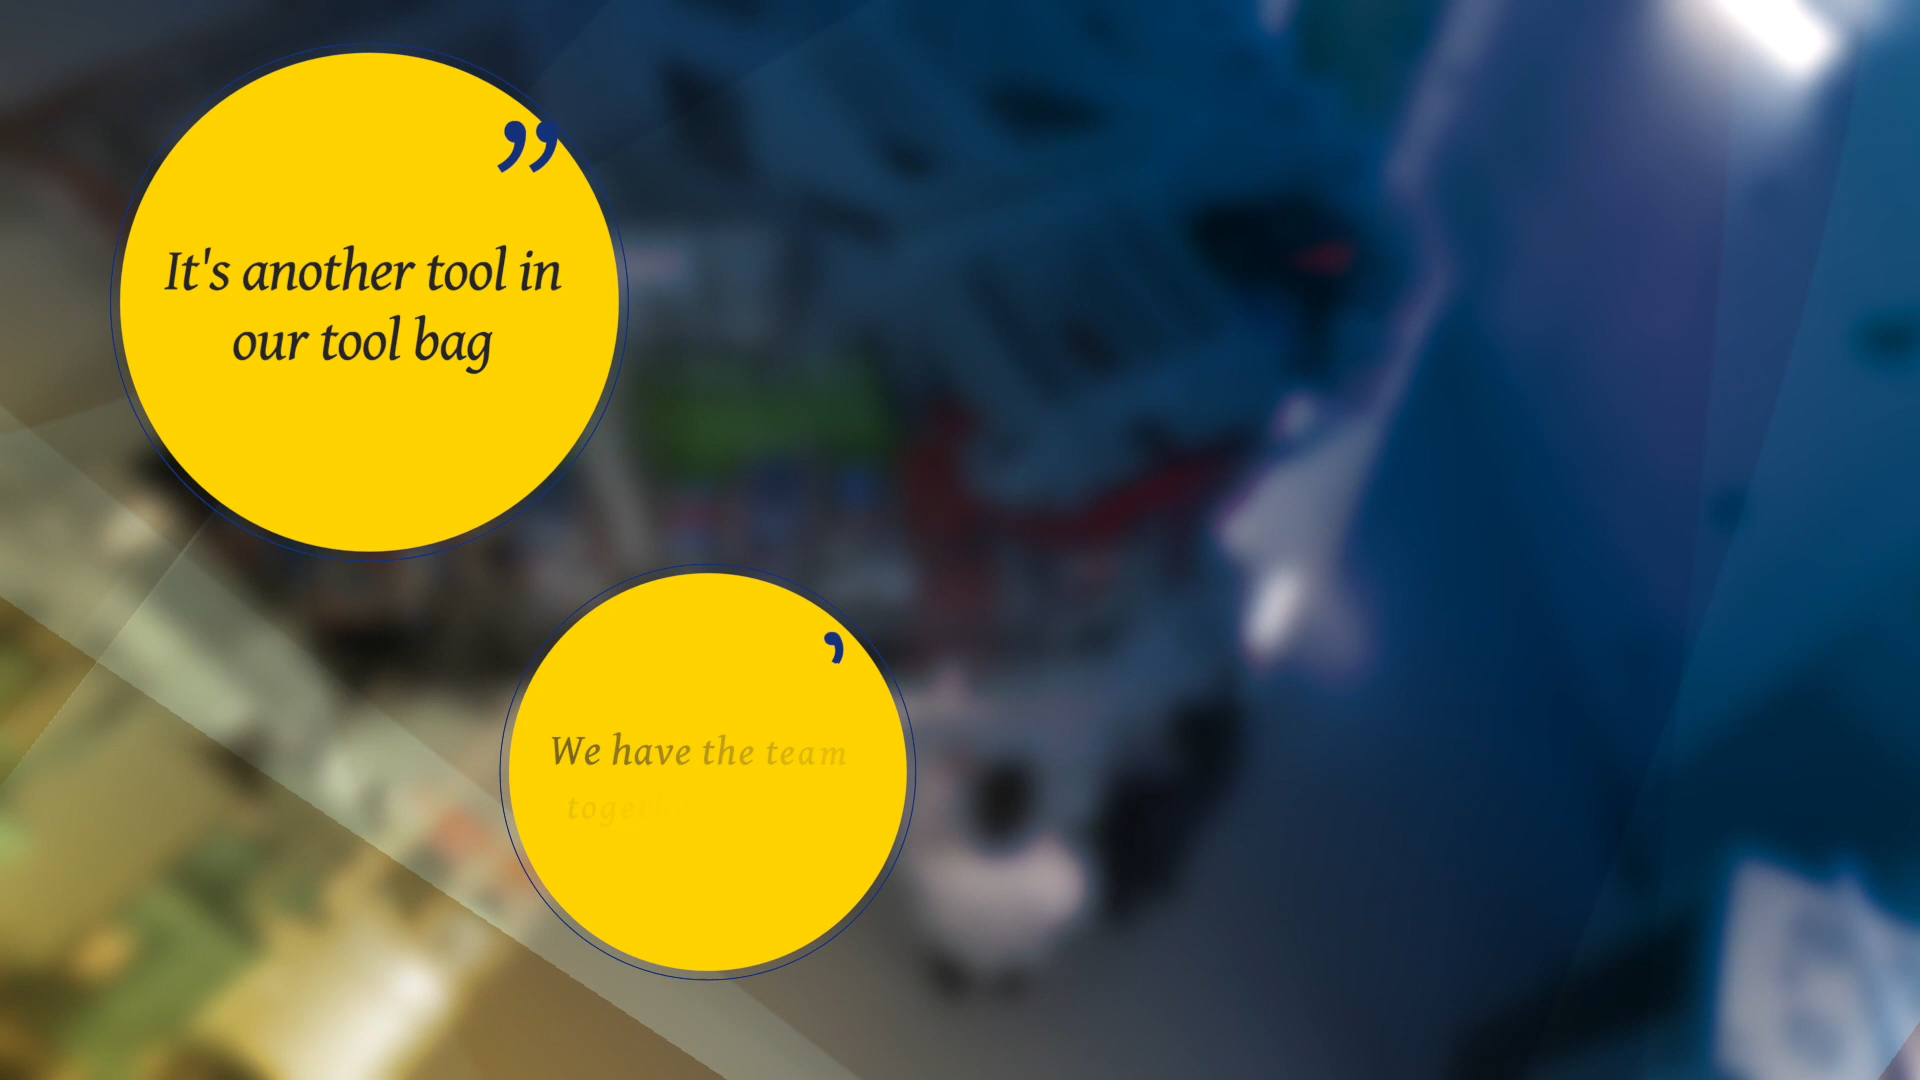 ”
It's another tool in
our tool bag
We have the team